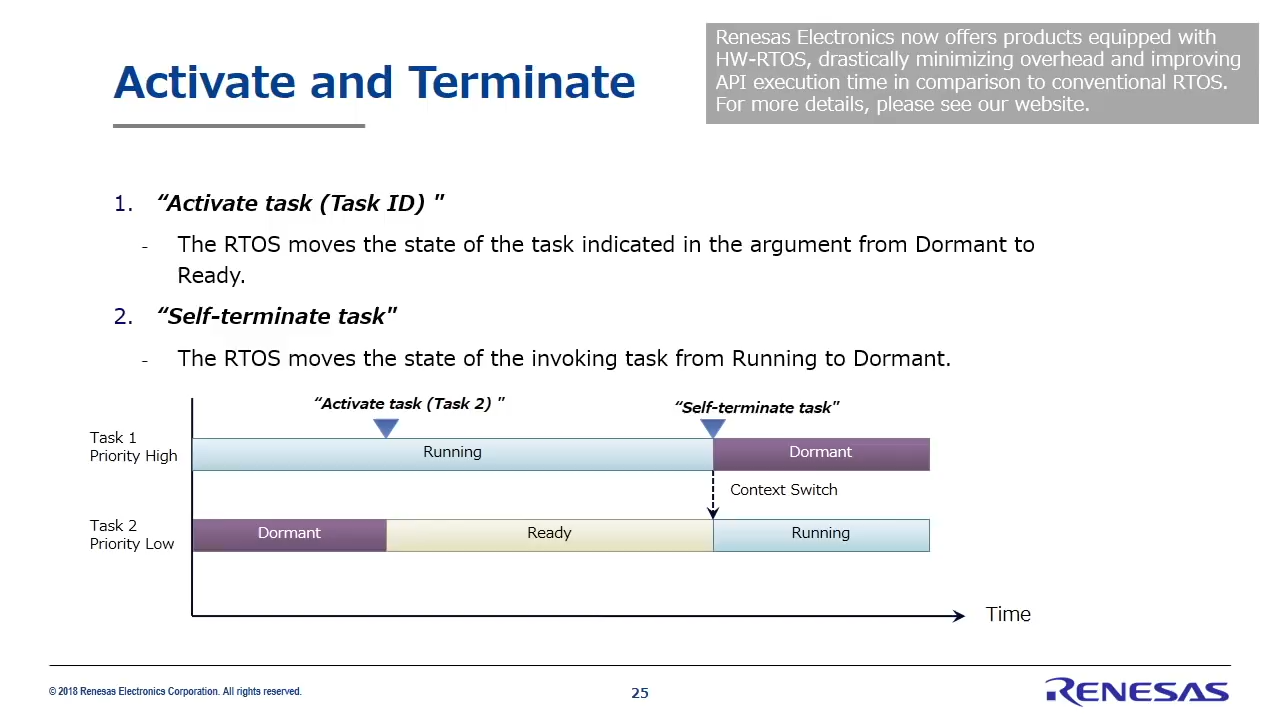 Renesas Electronics now offers products equipped with
HW-RTOS, drastically minimizing overhead and improving
API execution time in comparison to conventional RTOS.
For more details, please see our website.
Activate and Terminate
1. “Activate task (Task ID) "
- The RTOS moves the state of the task indicated in the argument from Dormant to
Ready.
2. “Self-terminate task"
- The RTOS moves the state of the invoking task from Running to Dormant.
“Activate task (Task 2) "
“Self-terminate task"
Task 1
Priority High
Running
Dormant
Context Switch
Task 2
Priority Low
Dormant
Ready
Running
Time
© 2018 Renesas Electronics Corporation. All rights reserved.
25
RENESAS